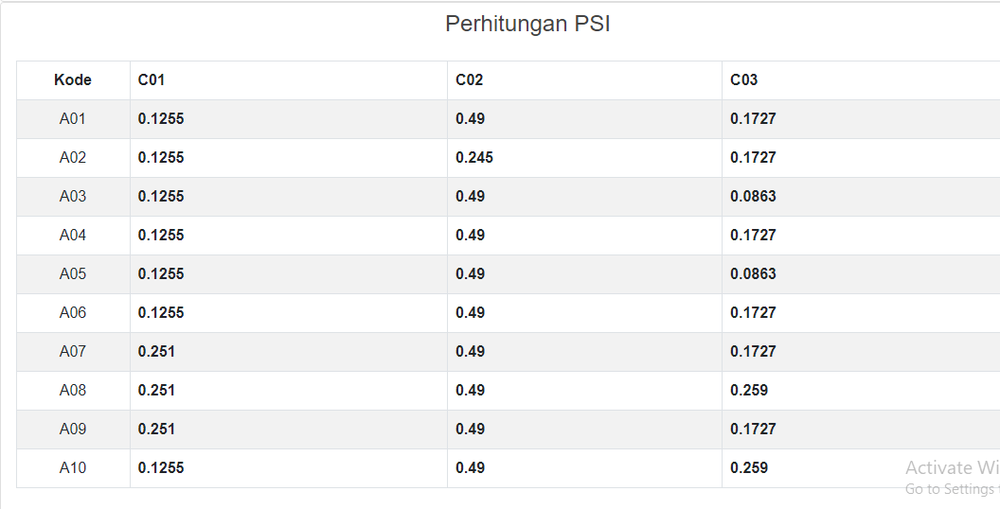 Perhitungan PSI
Kode C01 C02 C03
A01 0.1255 0.49 0.1727
A02 0.1255 0.245 0.1727
A03 0.1255 0.49 0.0863
A04 0.1255 0.49 0.1727
A05 0.1255 0.49 0.0863
A06 0.1255 0.49 0.1727
A07 0.251 0.49 0.1727
A08 0.251 0.49 0.259
A09 0.251 0.49 0.1727
A10 0.1255 0.49 0.259
Activate Wi
Go to Settings